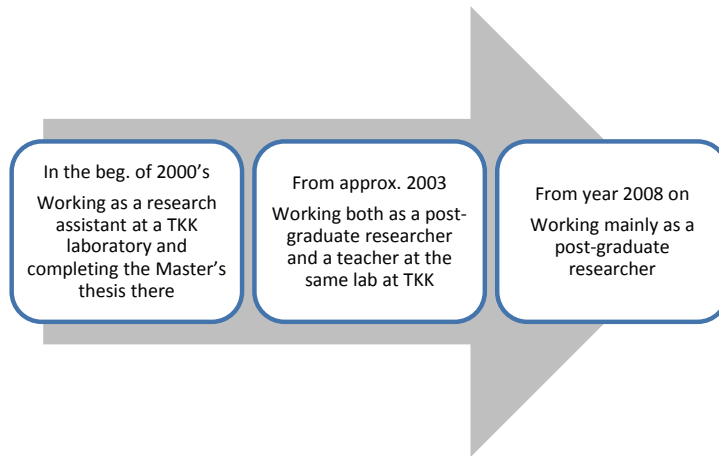 In the beg. of 2000's
Working as a research
assistant at a TKK
laboratory and
completing the Master's
thesis there
From approx. 2003
Working both as a post-
graduate researcher
and a teacher at the
same lab at TKK
From year 2008 on
Working mainly as a
post-graduate
researcher